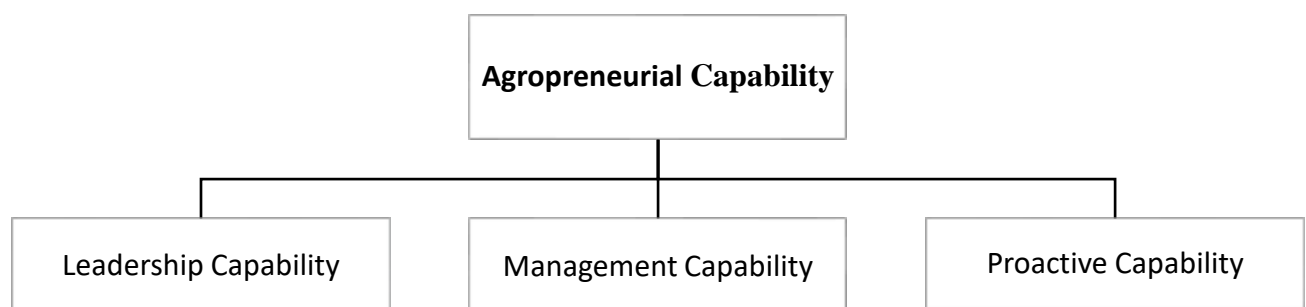 Agropreneurial Capability
Leadership Capability
Management Capability
Proactive Capability